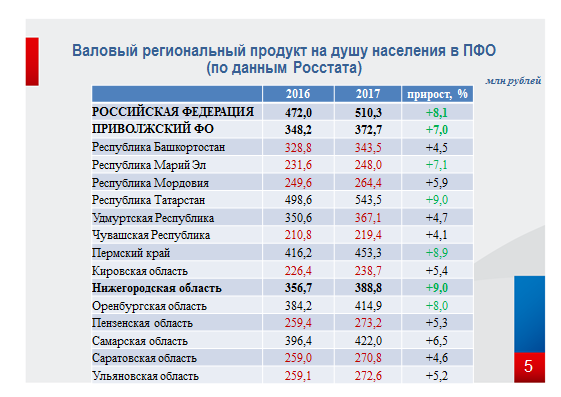 Валовый региональный продукт на душу населения в ПФО
(по данным Росстата)
млн рублей
2016 2017 прирост, %
РОССИЙСКАЯ ФЕДЕРАЦИЯ 472,0 510,3 +8,1
ПРИВОЛЖСКИЙ ФО 348,2 372,7 +7,0
Республика Башкортостан 328,8 343,5 +4,5
Республика Марий Эл 231,6 248,0 +7,1
Республика Мордовия 249,6 264,4 +5,9
Республика Татарстан 498,6 543,5 +9,0
Удмуртская Республика 350,6 367,1 +4,7
Чувашская Республика 210,8 219,4 +4,1
Пермский край 416,2 453,3 +8,9
Кировская область 226,4 238,7 +5,4
Нижегородская область 356,7 388,8 +9,0
Оренбургская область 384,2 414,9 +8,0
Пензенская область 259,4 273,2 +5,3
Самарская область 396,4 422,0 +6,5
Саратовская область 259,0 270,8 +4,6
Ульяновская область 259,1 272,6 +5,2
5